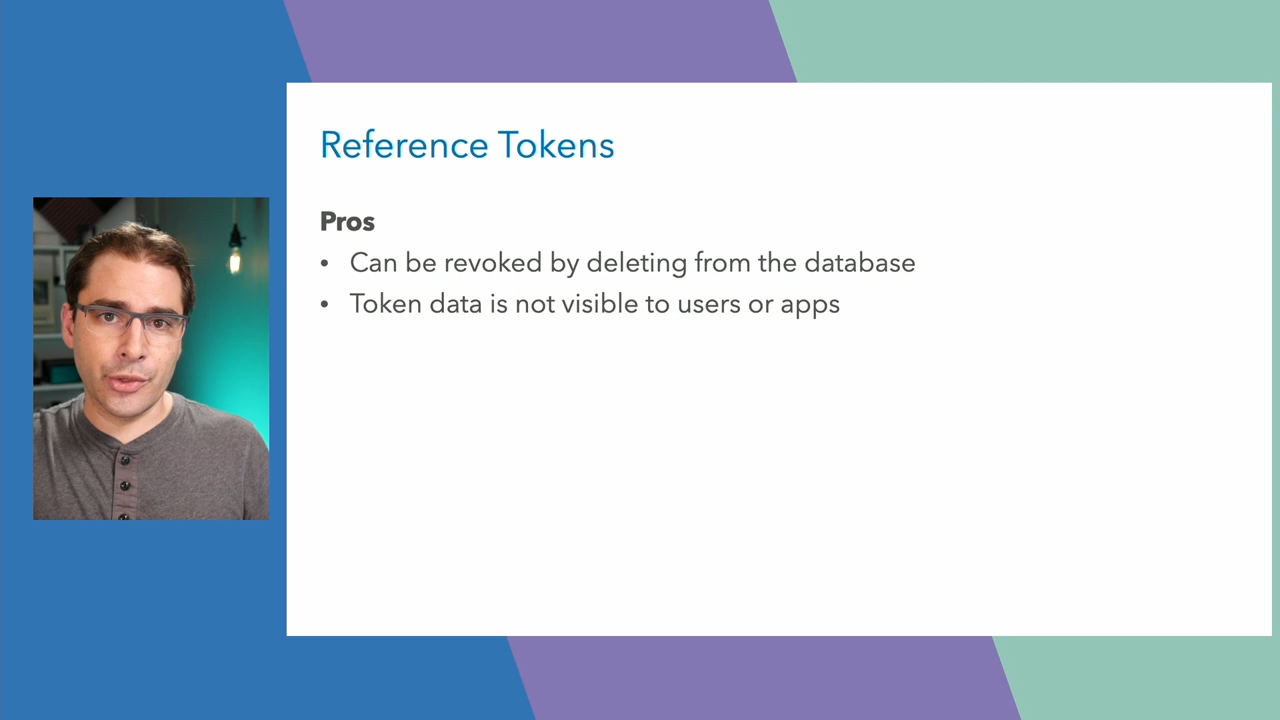 Reference Tokens
Pros
• Can be revoked by deleting from the database
• Token data is not visible to users or apps